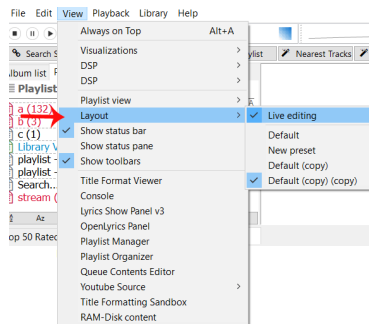 File Edit View Playback Library Help
Always on Top Alt+A
Search S
Visualizations
ylist Nearest Tracks
DSP
lbum list P
DSP
Playlist
Playlist view
a (132)
Layout
Live editing
b (3)
Show status bar
Default
c (1)
Show status pane
New preset
Library V
playlist -
Show toolbars
Default (copy)
playlist -
Default (copy) (copy)
Search...
Title Format Viewer
stream (
Console
Lyrics Show Panel v3
Az
OpenLyrics Panel
op 50 Rated
Playlist Manager
Playlist Organizer
Queue Contents Editor
Youtube Source
Title Formatting Sandbox
RAM-Disk content